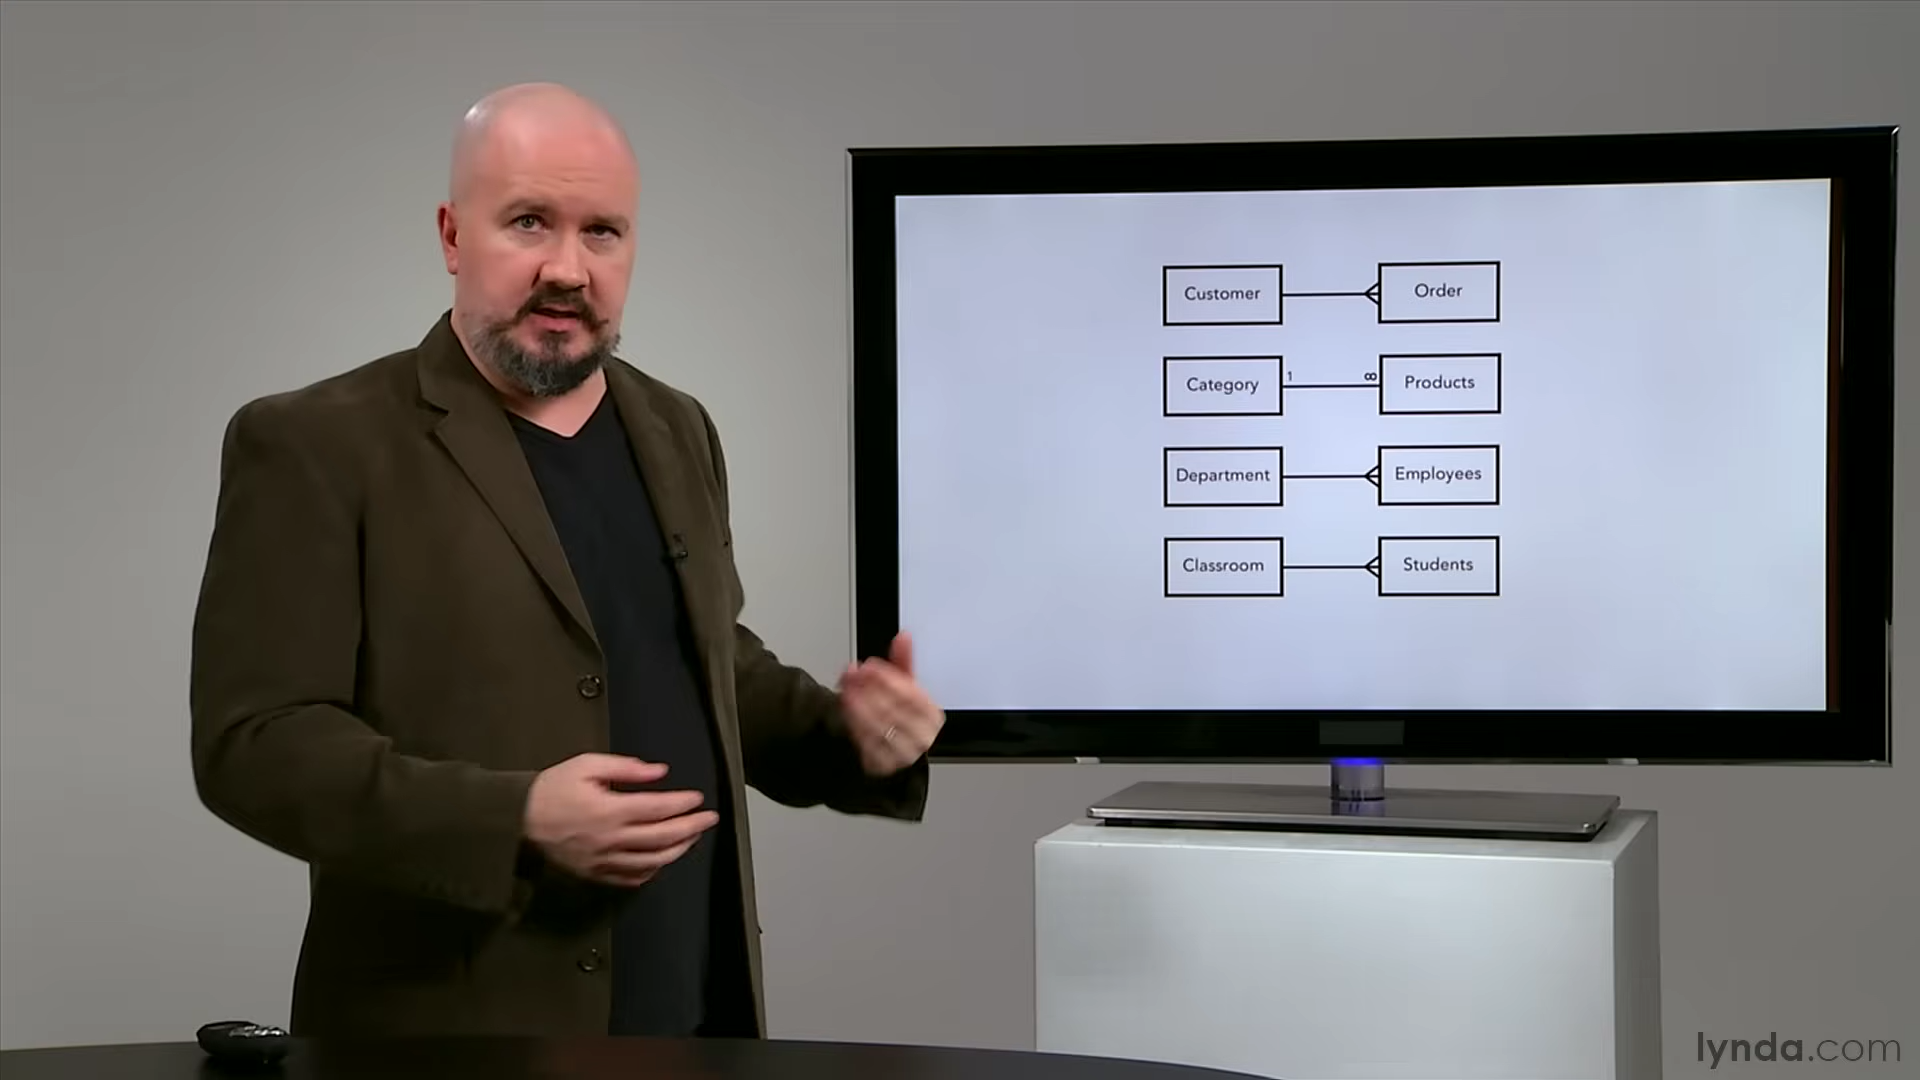 Customer Order
Category 1 ∞ Products
Department Employees
Classroom Students
lynda.com